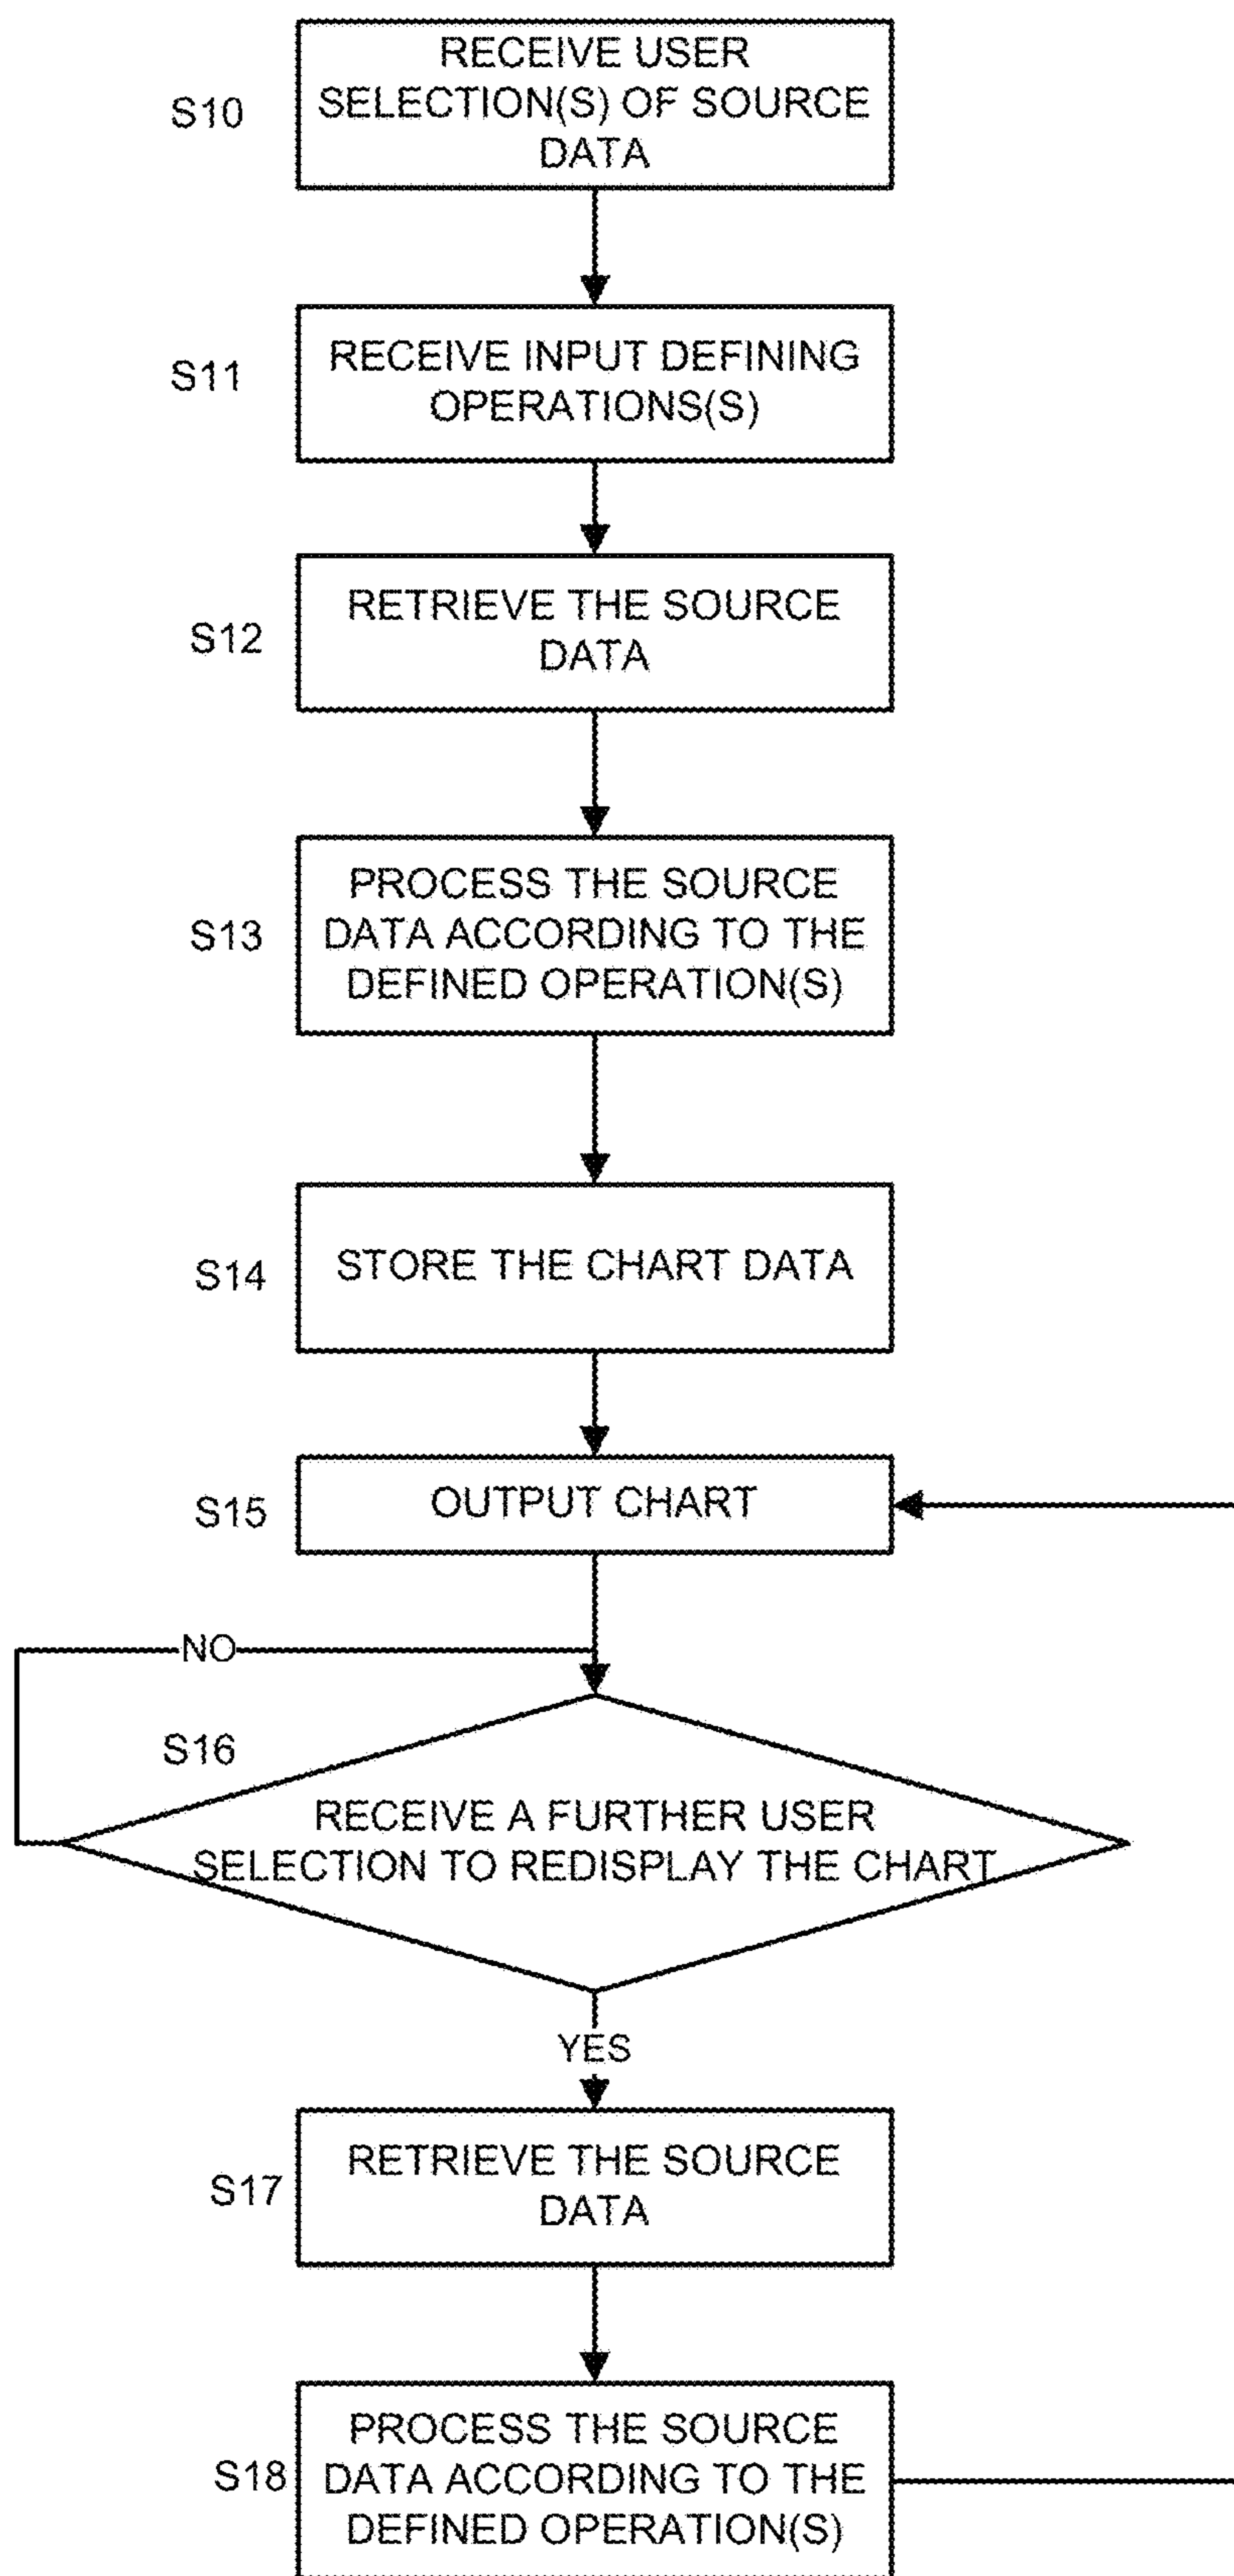 RECEIVE USER
SELECTION(S) OF SOURCE
DATA
S10
RECEIVE INPUT DEFINING
OPERATIONS(S)
S11
RETRIEVE THE SOURCE
DATA
S12
PROCESS THE SOURCE
DATA ACCORDING TO THE
DEFINED OPERATION(S)
S13
STORE THE CHART DATA
S14
OUTPUT CHART
S15
NO
S16
RECEIVE A FURTHER USER
SELECTION TO REDISPLAY THE CHART
YES
RETRIEVE THE SOURCE
DATA
S17
PROCESS THE SOURCE
DATA ACCORDING TO THE
DEFINED OPERATION(S)
S18